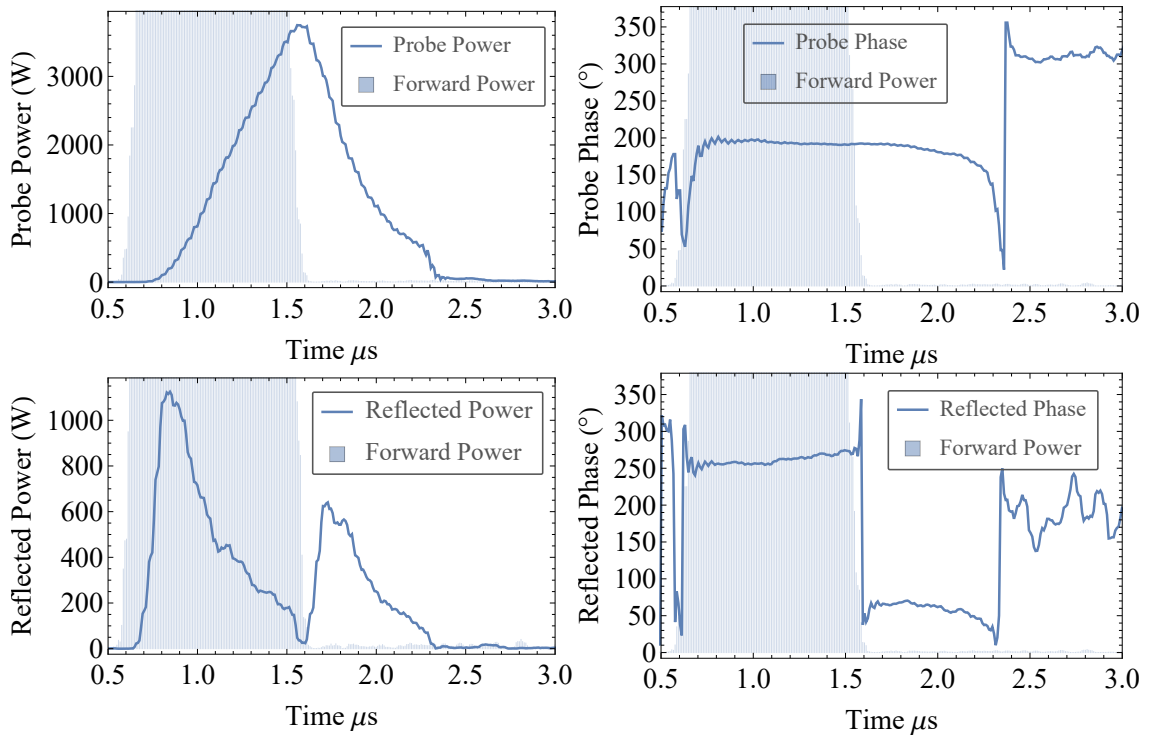 Probe Power (W)
3000
2000
1000
0
Probe Power
Forward Power
0.5 1.0 1.5 2.0 2.5 3.0
Time μs
Probe Phase (°)
350
300
250
200
150
100
50
0
Probe Phase
Forward Power
0.5 1.0 1.5 2.0 2.5 3.0
Time μs
Reflected Power (W)
1000
800
600
400
200
0
Reflected Power
Forward Power
0.5 1.0 1.5 2.0 2.5 3.0
Time μs
Reflected Phase (°)
350
300
250
200
150
100
50
0
Reflected Phase
Forward Power
0.5 1.0 1.5 2.0 2.5 3.0
Time μs